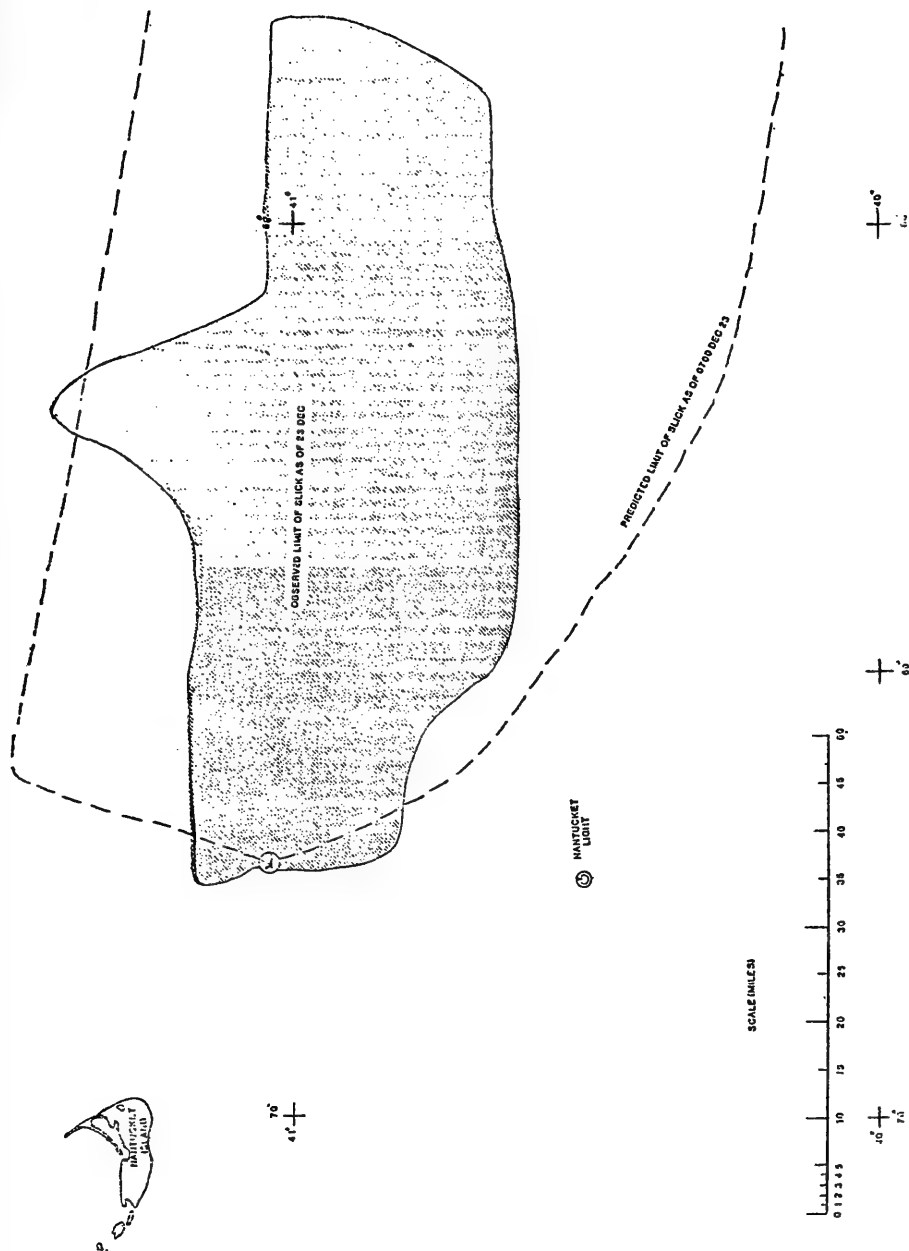 OBSERVED LIMIT OF SLICK AS OF 23 DEC
PREDICTED LIMIT OF SLICK AS OF 0700 DEC 23
41°
40°
NANTUCKET
LIGHT
NANTUCKET
ISLAND
70°
41°
40°
SCALE (MILES)
0 1 2 3 4 5 10 15 20 25 30 35 40 45